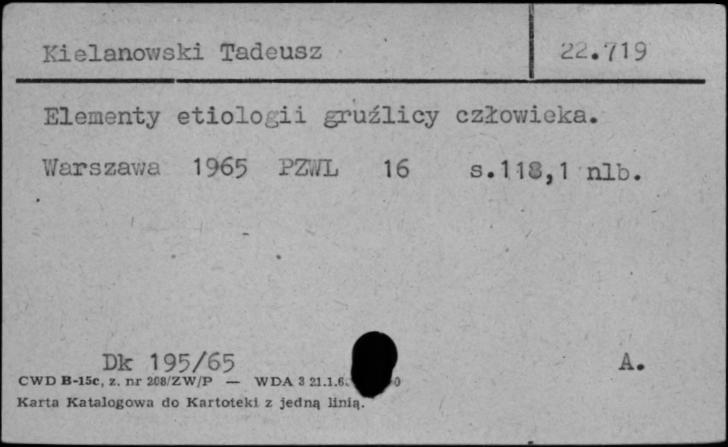 Kielanowski Tadeusz 22.719
Elementy etiologii gruźlicy człowieka.
Warszawa 1965 PZWL 16 s.118,1 nlb.
Dk 195/65 A.
CWD B-15c, z. nr 208/ZW/P — WDA 3 21.1.6
Karta Katalogowa do Kartoteki z jedną linią.